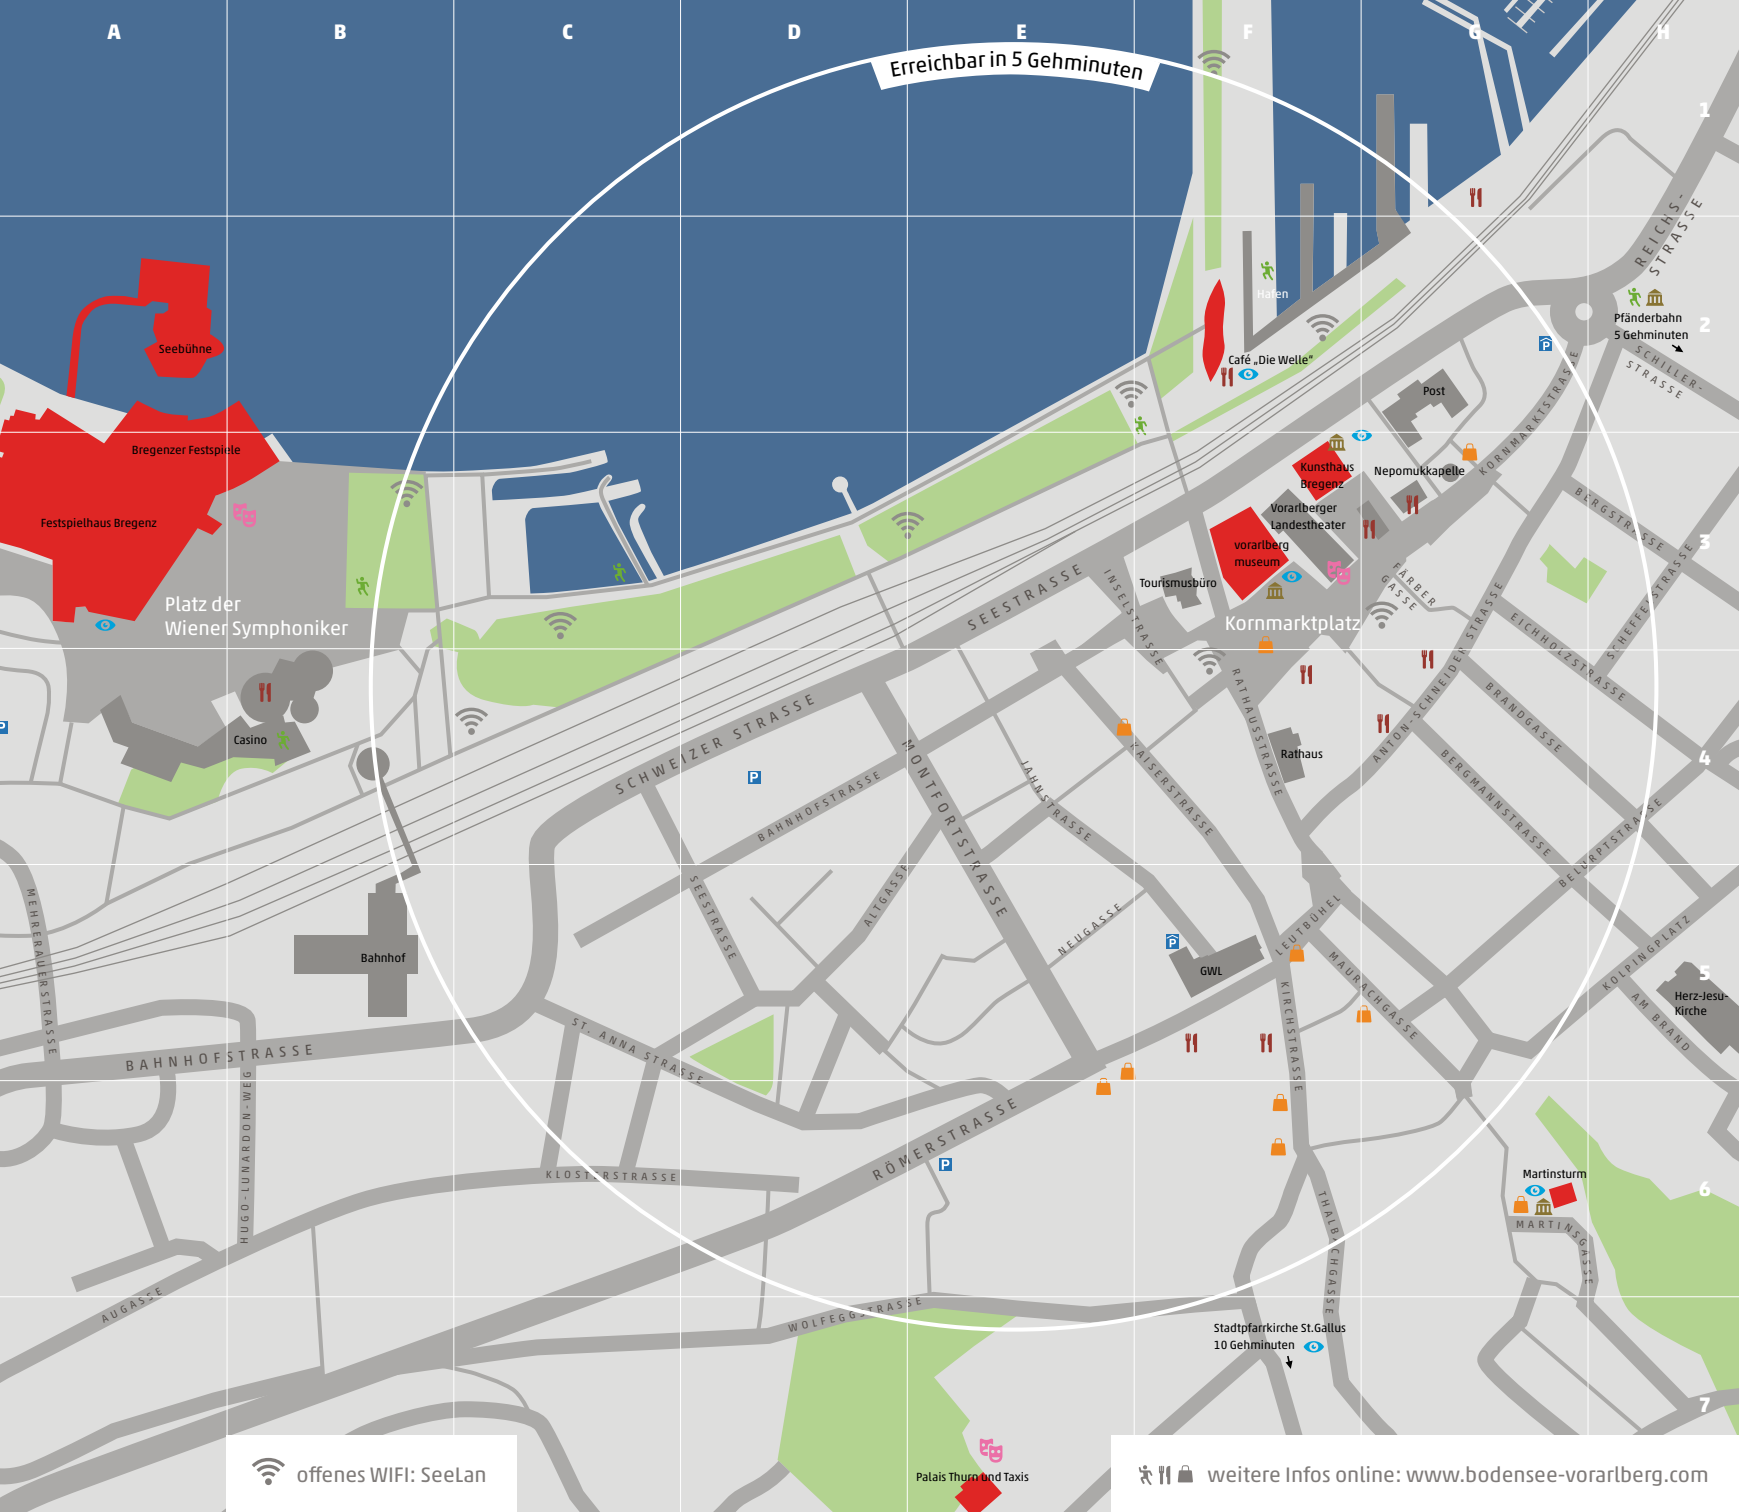 A B C D E F G H
Erreichbar in 5 Gehminuten
1
REICHS-
STRASSE
Hafen
Pfänderbahn
5 Gehminuten
2
P
SCHILLER-
STRASSE
Seebühne
Café „Die Welle“
Post
KORNMARKTSTRASSE
Bregenzer Festspiele
Kunsthaus
Bregenz
Nepomukkapelle
Festspielhaus Bregenz
Vorarlberger
Landestheater
BERGSTRASSE
vorarlberg
museum
3
Tourismusbüro
INSELSTRASSE
SEESTRASSE
FÄRBER
GASSE
SCHEFFELSTRASSE
Platz der
Wiener Symphoniker
Kornmarktplatz
EICHHOLZSTRASSE
ANTON-SCHNEIDER STRASSE
RATHAUSSTRASSE
BRANDGASSE
P
Casino
SCHWEIZER STRASSE
P
BAHNHOFSTRASSE
MONTFORTSTRASSE
JAHNSTRASSE
KAISERSTRASSE
Rathaus
BERGMANNSTRASSE
4
BELRUPTSTRASSE
MEHRERAUERSTRASSE
SEESTRASSE
ALTGASSE
NEUGASSE
P
LEUTBÜHEL
KOLPINGPLATZ
Bahnhof
GWL
MAURACHGASSE
5
Herz-Jesu-
Kirche
AM BRAND
KIRCHSTRASSE
BAHNHOFSTRASSE
ST. ANNA STRASSE
HUGO-LUNARDON-WEG
RÖMERSTRASSE
P
KLOSTERSTRASSE
Martinsturm
6
MARTINSGASSE
THALBACHGASSE
AUGASSE
WOLFEGGSTRASSE
Stadtpfarrkirche St.Gallus
10 Gehminuten
7
Palais Thurn und Taxis
offenes WIFI: SeeLan
weitere Infos online: www.bodensee-vorarlberg.com